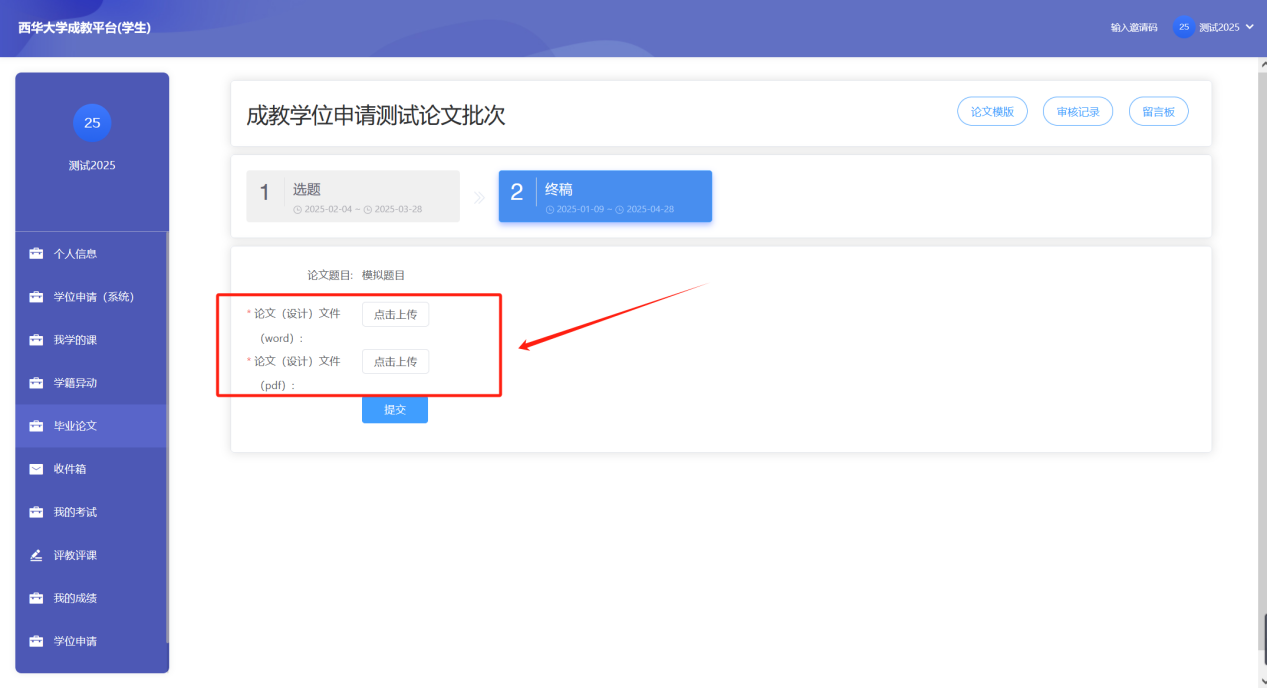 西华大学成教平台(学生)
输入邀请码
25
测试2025
25
测试2025
个人信息
学位申请（系统）
我学的课
学籍异动
毕业论文
收件箱
我的考试
评教评课
我的成绩
学位申请
成教学位申请测试论文批次
论文模版
审核记录
留言板
1
选题
2025-02-04 ~ 2025-03-28
2
终稿
2025-01-09 ~ 2025-04-28
论文题目: 模拟题目
* 论文（设计）文件 点击上传
（word）:
* 论文（设计）文件 点击上传
（pdf）:
提交